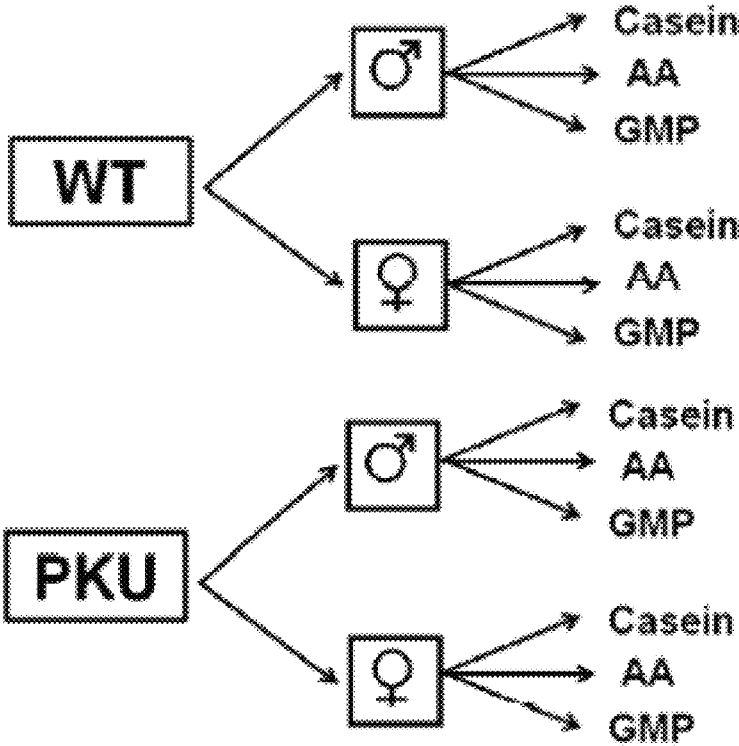 Casein
♂ AA
GMP
WT
Casein
♀ AA
GMP
Casein
♂ AA
GMP
PKU
Casein
♀ AA
GMP